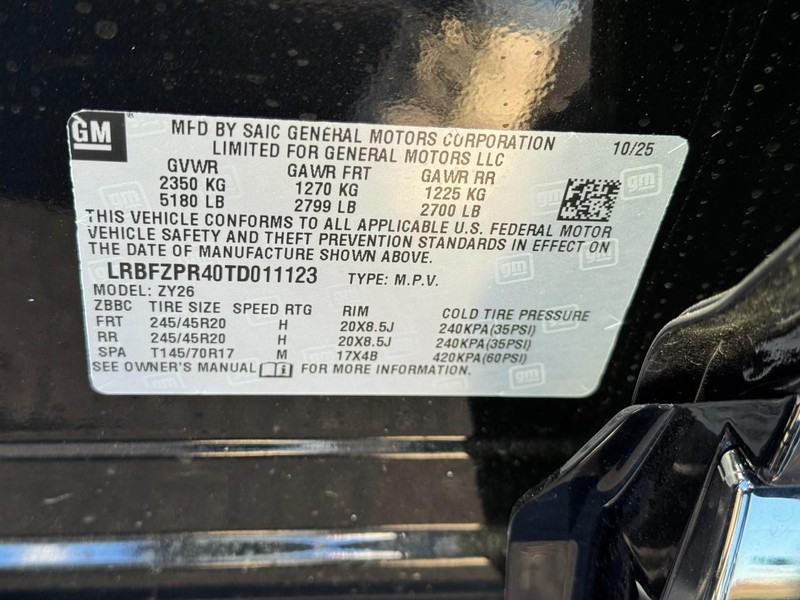 GM
MFD BY SAIC GENERAL MOTORS CORPORATION 10/25
LIMITED FOR GENERAL MOTORS LLC
GVWR GAWR FRT GAWR RR
2350 KG 1270 KG 1225 KG
5180 LB 2799 LB 2700 LB
THIS VEHICLE CONFORMS TO ALL APPLICABLE U.S. FEDERAL MOTOR
VEHICLE SAFETY AND THEFT PREVENTION STANDARDS IN EFFECT ON
THE DATE OF MANUFACTURE SHOWN ABOVE.
LRBFZPR40TD011123 TYPE: M.P.V.
MODEL: ZY26
ZBBC TIRE SIZE SPEED RTG RIM COLD TIRE PRESSURE
FRT 245/45R20 H 20X8.5J 240KPA(35PSI)
RR 245/45R20 H 20X8.5J 240KPA(35PSI)
SPA T145/70R17 M 17X4B 420KPA(60PSI)
SEE OWNER'S MANUAL i FOR MORE INFORMATION.